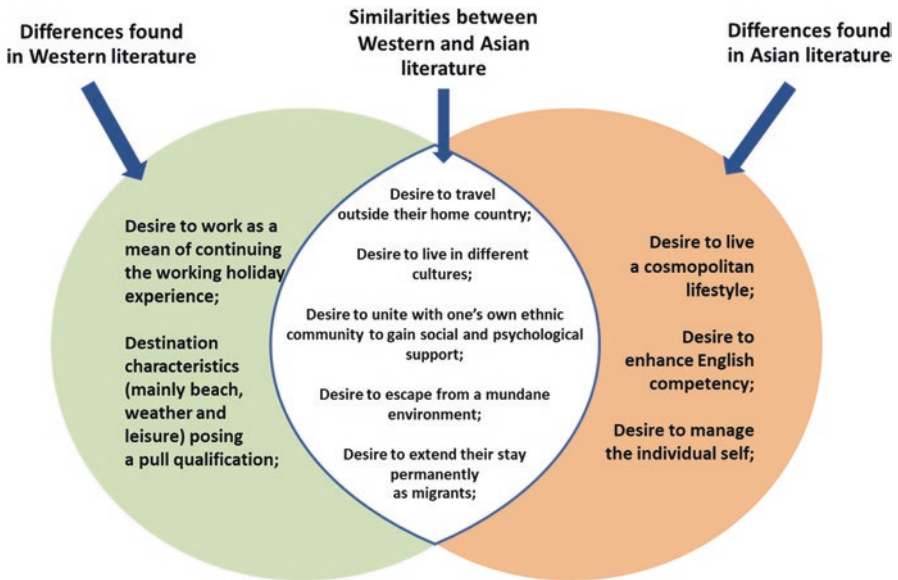 Differences found
in Western literature
Similarities between
Western and Asian
literature
Differences found
in Asian literature
Desire to work as a
mean of continuing
the working holiday
experience;
Destination
characteristics
(mainly beach,
weather and
leisure) posing
a pull qualification;
Desire to travel
outside their home country;
Desire to live in different
cultures;
Desire to unite with one's own ethnic
community to gain social and psychological
support;
Desire to escape from a mundane
environment;
Desire to extend their stay
permanently
as migrants;
Desire to live
a cosmopolitan
lifestyle;
Desire to
enhance English
competency;
Desire to manage
the individual self;